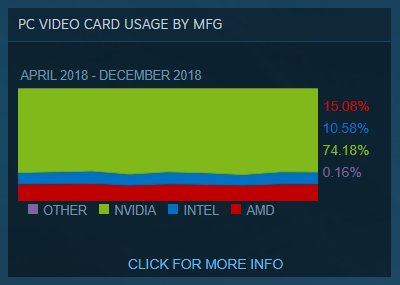 PC VIDEO CARD USAGE BY MFG
APRIL 2018 - DECEMBER 2018
15.08%
10.58%
74.18%
0.16%
OTHER NVIDIA INTEL AMD
CLICK FOR MORE INFO